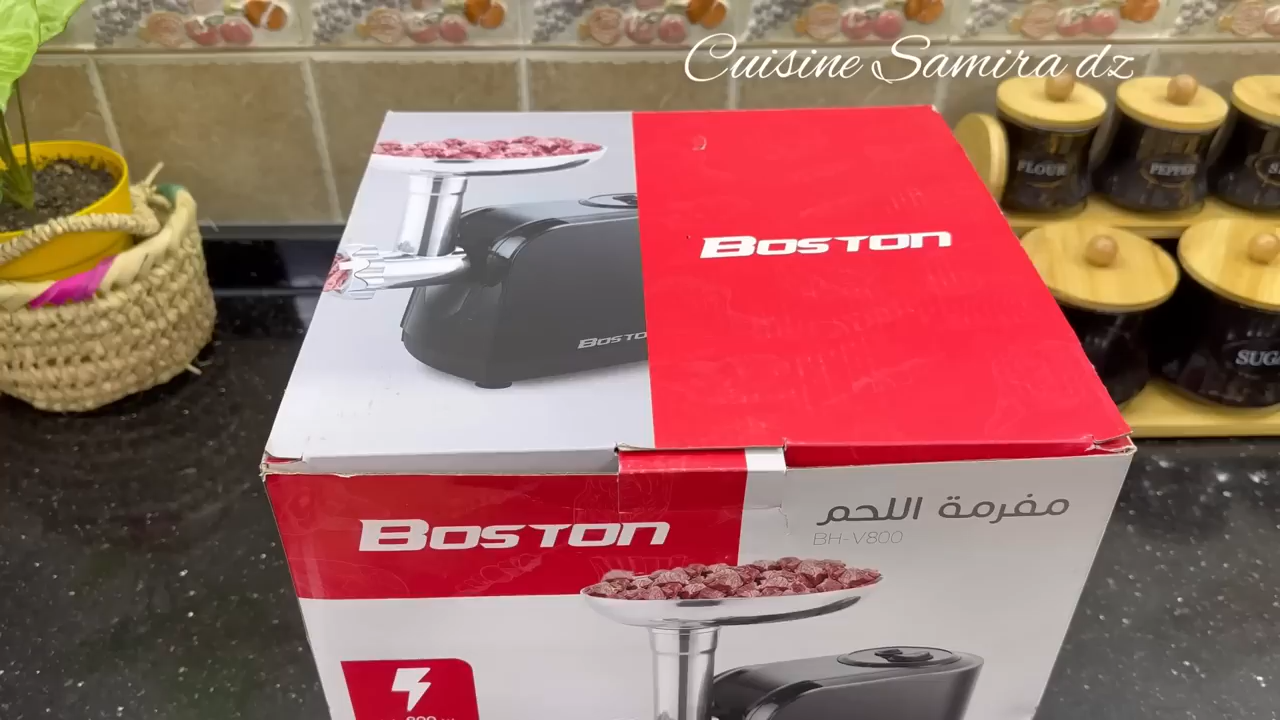 Cuisine Samira dz
FLOUR
PEPPER
BOSTON
BOSTON
BOSTON
مفرمة اللحم
BH-V800